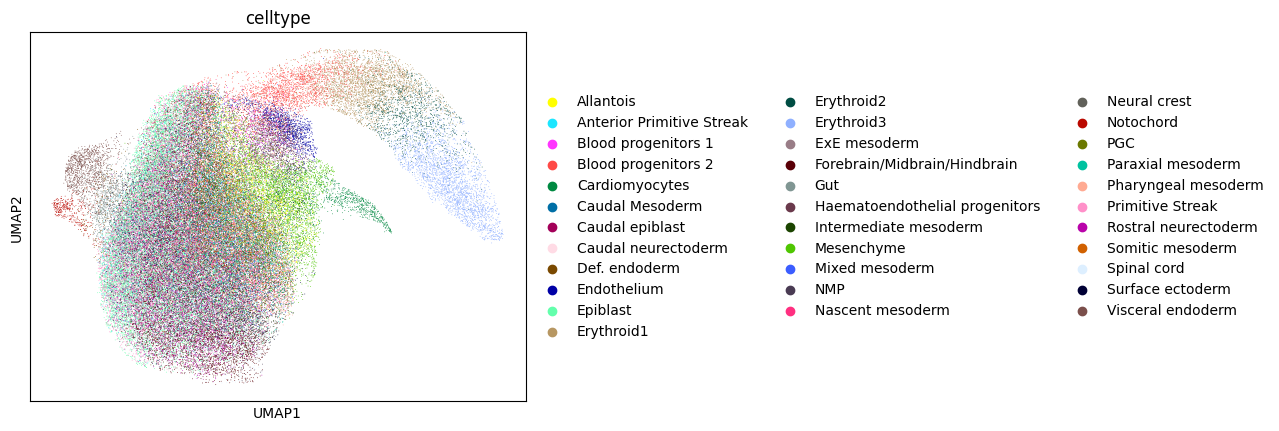 celltype
UMAP2
UMAP1
Allantois
Anterior Primitive Streak
Blood progenitors 1
Blood progenitors 2
Cardiomyocytes
Caudal Mesoderm
Caudal epiblast
Caudal neurectoderm
Def. endoderm
Endothelium
Epiblast
Erythroid1
Erythroid2
Erythroid3
ExE mesoderm
Forebrain/Midbrain/Hindbrain
Gut
Haematoendothelial progenitors
Intermediate mesoderm
Mesenchyme
Mixed mesoderm
NMP
Nascent mesoderm
Neural crest
Notochord
PGC
Paraxial mesoderm
Pharyngeal mesoderm
Primitive Streak
Rostral neurectoderm
Somitic mesoderm
Spinal cord
Surface ectoderm
Visceral endoderm